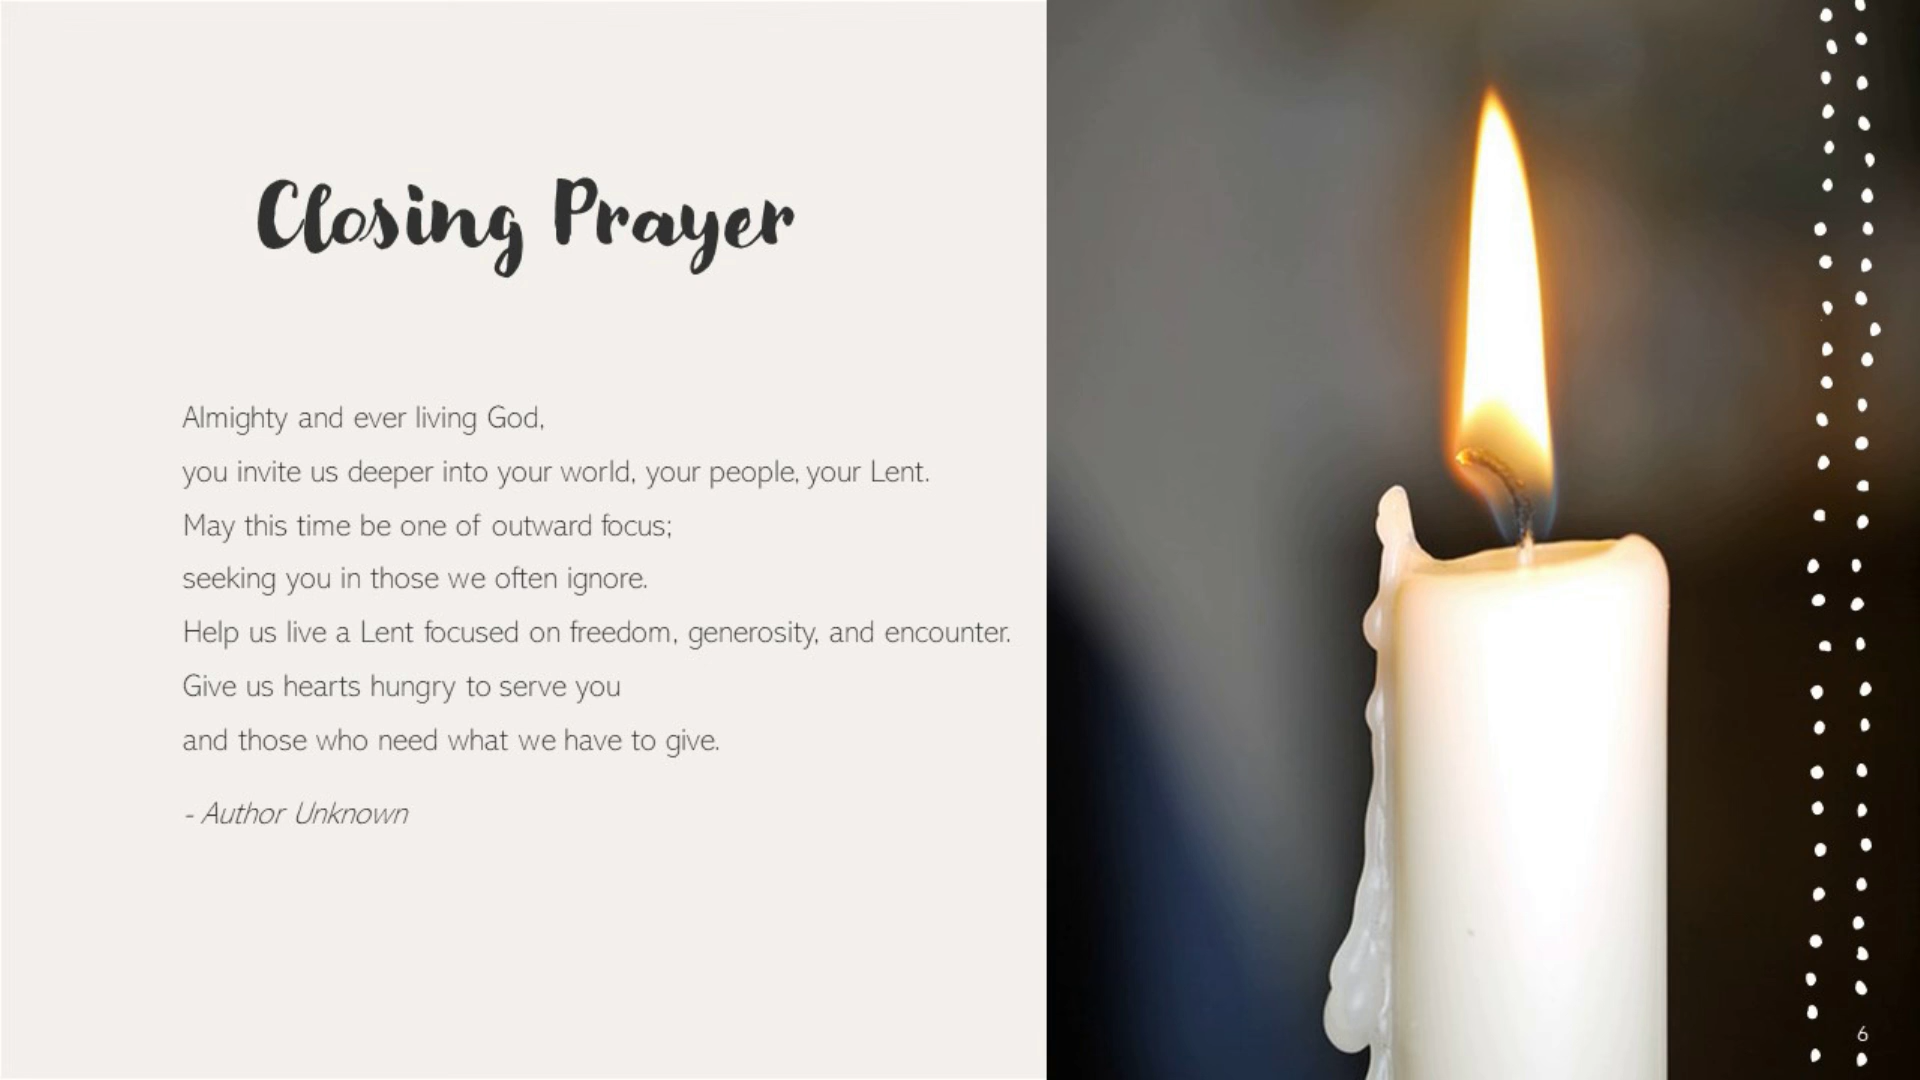 Closing Prayer
Almighty and ever living God,
you invite us deeper into your world, your people, your Lent.
May this time be one of outward focus;
seeking you in those we often ignore.
Help us live a Lent focused on freedom, generosity, and encounter.
Give us hearts hungry to serve you
and those who need what we have to give.
- Author Unknown
6